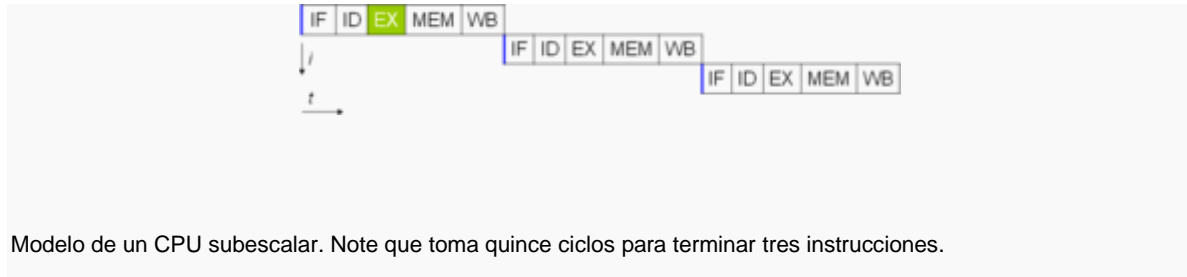 IF ID EX MEM WB
i
IF ID EX MEM WB
IF ID EX MEM WB
t
Modelo de un CPU subescalar. Note que toma quince ciclos para terminar tres instrucciones.